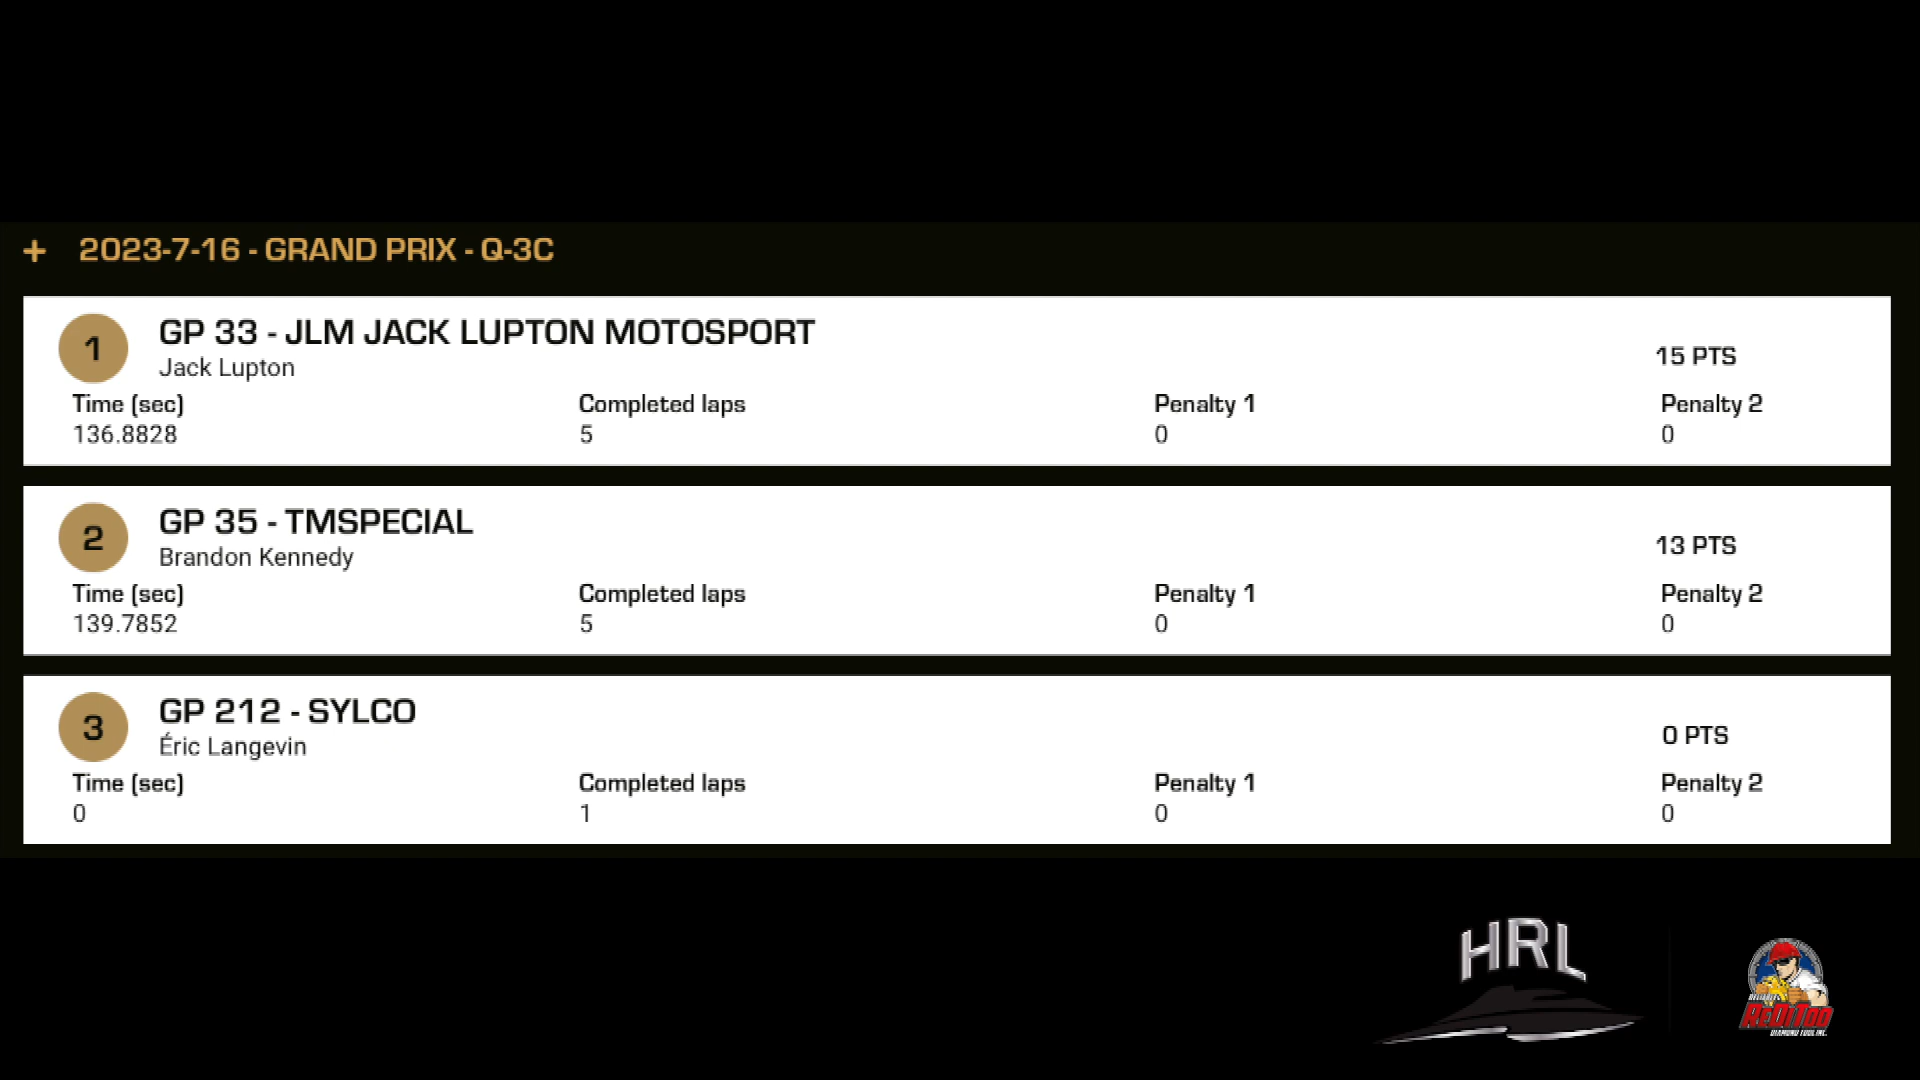 + 2023-7-16 - GRAND PRIX - Q-3C
1 GP 33 - JLM JACK LUPTON MOTOSPORT
Jack Lupton
15 PTS
Time (sec) Completed laps Penalty 1 Penalty 2
136.8828 5 0 0
2 GP 35 - TMSPECIAL
Brandon Kennedy
13 PTS
Time (sec) Completed laps Penalty 1 Penalty 2
139.7852 5 0 0
3 GP 212 - SYLCO
Éric Langevin
0 PTS
Time (sec) Completed laps Penalty 1 Penalty 2
0 1 0 0
HRL
DIAMOND TOOL INC.